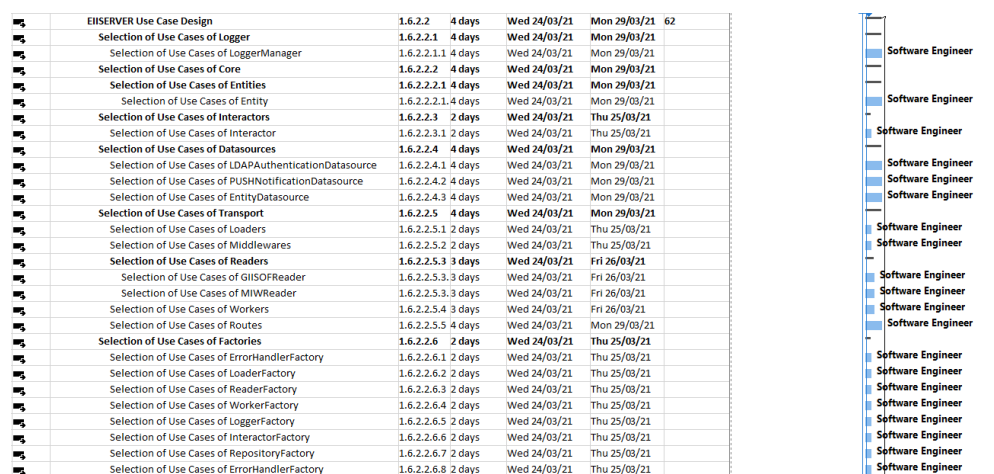 EIISERVER Use Case Design 1.6.2.2 4 days Wed 24/03/21 Mon 29/03/21 62
Selection of Use Cases of Logger 1.6.2.2.1 4 days Wed 24/03/21 Mon 29/03/21
Selection of Use Cases of LoggerManager 1.6.2.2.1.1 4 days Wed 24/03/21 Mon 29/03/21 Software Engineer
Selection of Use Cases of Core 1.6.2.2.2 4 days Wed 24/03/21 Mon 29/03/21
Selection of Use Cases of Entities 1.6.2.2.2.1 4 days Wed 24/03/21 Mon 29/03/21
Selection of Use Cases of Entity 1.6.2.2.2.1. 4 days Wed 24/03/21 Mon 29/03/21 Software Engineer
Selection of Use Cases of Interactors 1.6.2.2.3 2 days Wed 24/03/21 Thu 25/03/21
Selection of Use Cases of Interactor 1.6.2.2.3.1 2 days Wed 24/03/21 Thu 25/03/21 Software Engineer
Selection of Use Cases of Datasources 1.6.2.2.4 4 days Wed 24/03/21 Mon 29/03/21
Selection of Use Cases of LDAPAuthenticationDatasource 1.6.2.2.4.1 4 days Wed 24/03/21 Mon 29/03/21 Software Engineer
Selection of Use Cases of PUSHNotificationDatasource 1.6.2.2.4.2 4 days Wed 24/03/21 Mon 29/03/21 Software Engineer
Selection of Use Cases of EntityDatasource 1.6.2.2.4.3 4 days Wed 24/03/21 Mon 29/03/21 Software Engineer
Selection of Use Cases of Transport 1.6.2.2.5 4 days Wed 24/03/21 Mon 29/03/21
Selection of Use Cases of Loaders 1.6.2.2.5.1 2 days Wed 24/03/21 Thu 25/03/21 Software Engineer
Selection of Use Cases of Middlewares 1.6.2.2.5.2 2 days Wed 24/03/21 Thu 25/03/21 Software Engineer
Selection of Use Cases of Readers 1.6.2.2.5.3 3 days Wed 24/03/21 Fri 26/03/21
Selection of Use Cases of GIISOFReader 1.6.2.2.5.3. 3 days Wed 24/03/21 Fri 26/03/21 Software Engineer
Selection of Use Cases of MIWReader 1.6.2.2.5.3. 3 days Wed 24/03/21 Fri 26/03/21 Software Engineer
Selection of Use Cases of Workers 1.6.2.2.5.4 3 days Wed 24/03/21 Fri 26/03/21 Software Engineer
Selection of Use Cases of Routes 1.6.2.2.5.5 4 days Wed 24/03/21 Mon 29/03/21 Software Engineer
Selection of Use Cases of Factories 1.6.2.2.6 2 days Wed 24/03/21 Thu 25/03/21
Selection of Use Cases of ErrorHandlerFactory 1.6.2.2.6.1 2 days Wed 24/03/21 Thu 25/03/21 Software Engineer
Selection of Use Cases of LoaderFactory 1.6.2.2.6.2 2 days Wed 24/03/21 Thu 25/03/21 Software Engineer
Selection of Use Cases of ReaderFactory 1.6.2.2.6.3 2 days Wed 24/03/21 Thu 25/03/21 Software Engineer
Selection of Use Cases of WorkerFactory 1.6.2.2.6.4 2 days Wed 24/03/21 Thu 25/03/21 Software Engineer
Selection of Use Cases of LoggerFactory 1.6.2.2.6.5 2 days Wed 24/03/21 Thu 25/03/21 Software Engineer
Selection of Use Cases of InteractorFactory 1.6.2.2.6.6 2 days Wed 24/03/21 Thu 25/03/21 Software Engineer
Selection of Use Cases of RepositoryFactory 1.6.2.2.6.7 2 days Wed 24/03/21 Thu 25/03/21 Software Engineer
Selection of Use Cases of ErrorHandlerFactory 1.6.2.2.6.8 2 days Wed 24/03/21 Thu 25/03/21 Software Engineer